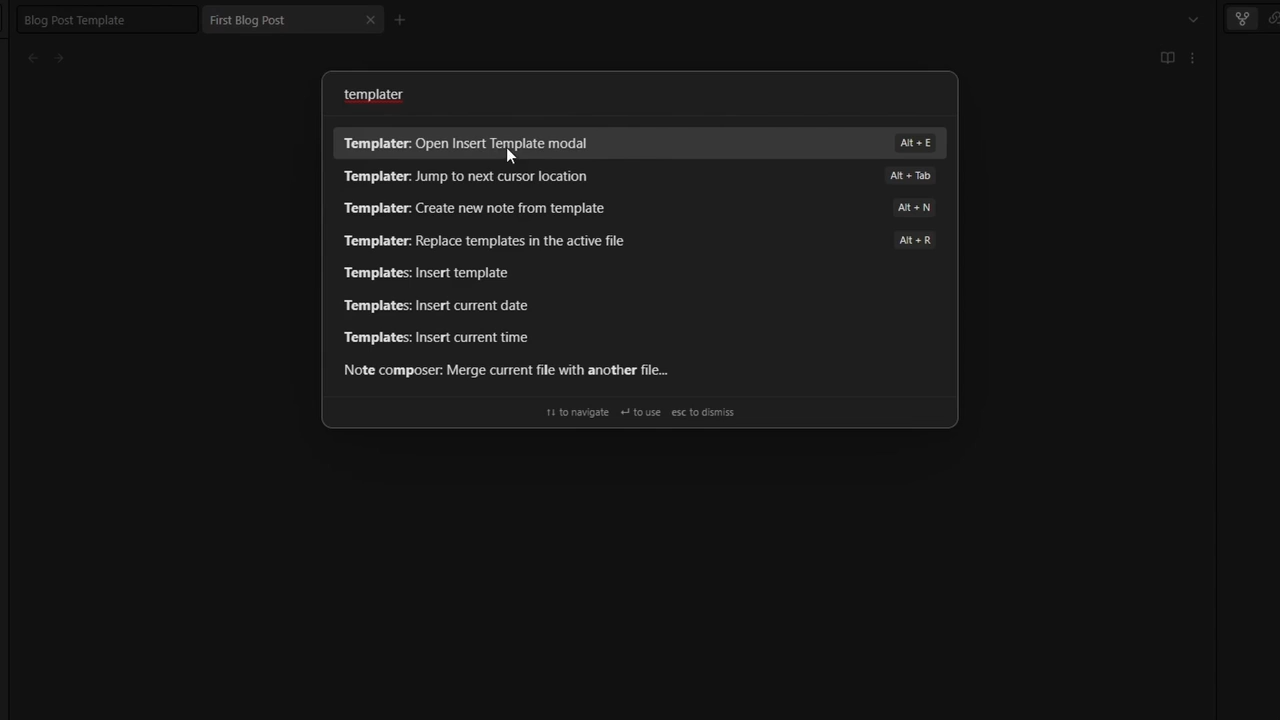 Blog Post Template
First Blog Post
templater
Templater: Open Insert Template modal Alt + E
Templater: Jump to next cursor location Alt + Tab
Templater: Create new note from template Alt + N
Templater: Replace templates in the active file Alt + R
Templates: Insert template
Templates: Insert current date
Templates: Insert current time
Note composer: Merge current file with another file...
↑↓ to navigate ↵ to use esc to dismiss